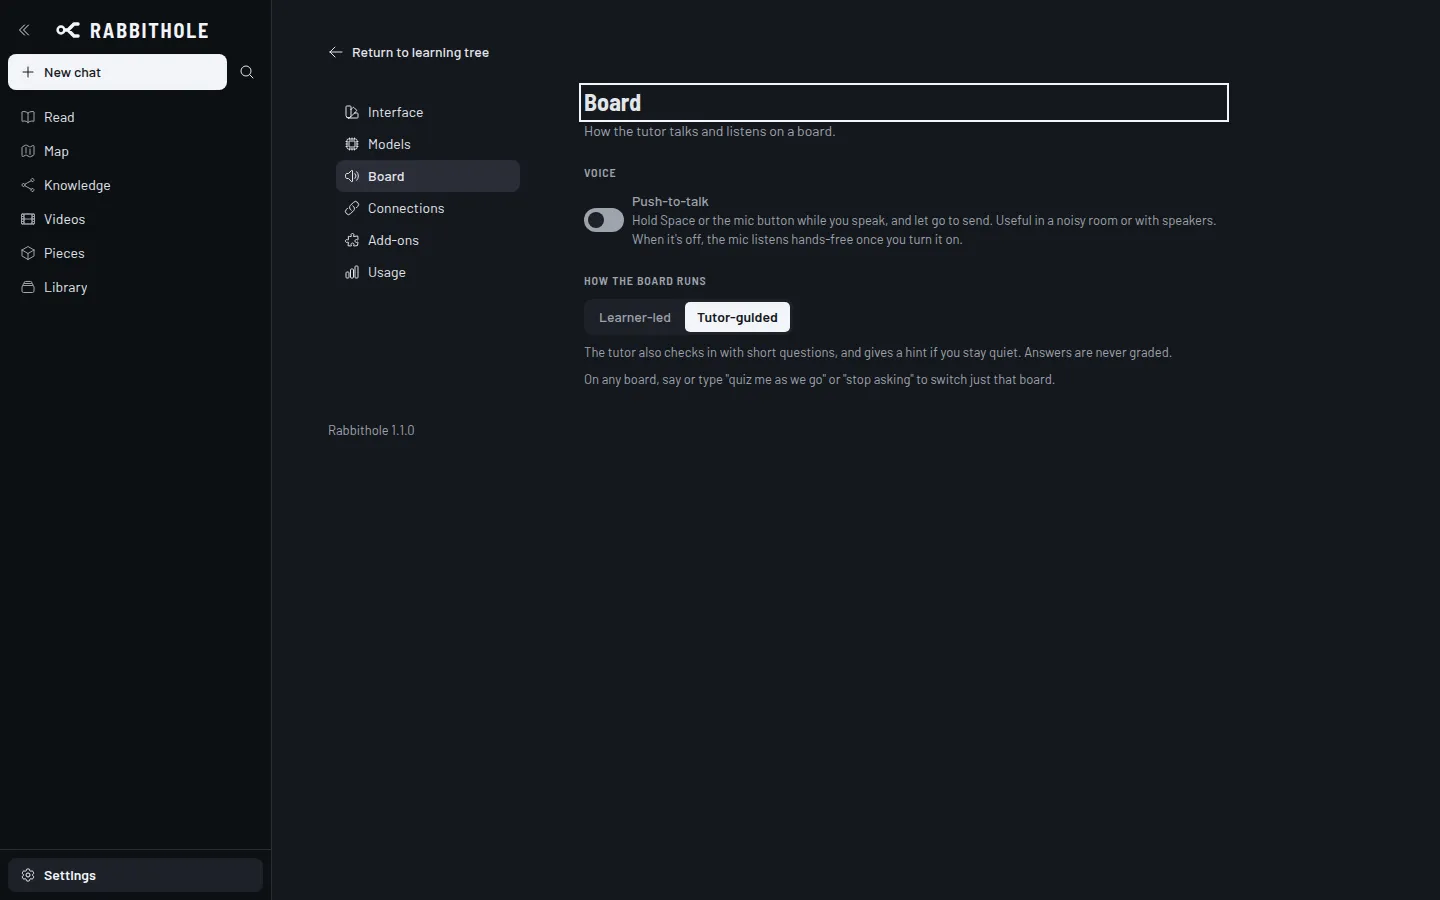 RABBITHOLE
New chat
Read
Map
Knowledge
Videos
Pieces
Library
Settings
Return to learning tree
Interface
Models
Board
Connections
Add-ons
Usage
Rabbithole 1.1.0
Board
How the tutor talks and listens on a board.
VOICE
Push-to-talk
Hold Space or the mic button while you speak, and let go to send. Useful in a noisy room or with speakers.
When it's off, the mic listens hands-free once you turn it on.
HOW THE BOARD RUNS
Learner-led
Tutor-guided
The tutor also checks in with short questions, and gives a hint if you stay quiet. Answers are never graded.
On any board, say or type "quiz me as we go" or "stop asking" to switch just that board.